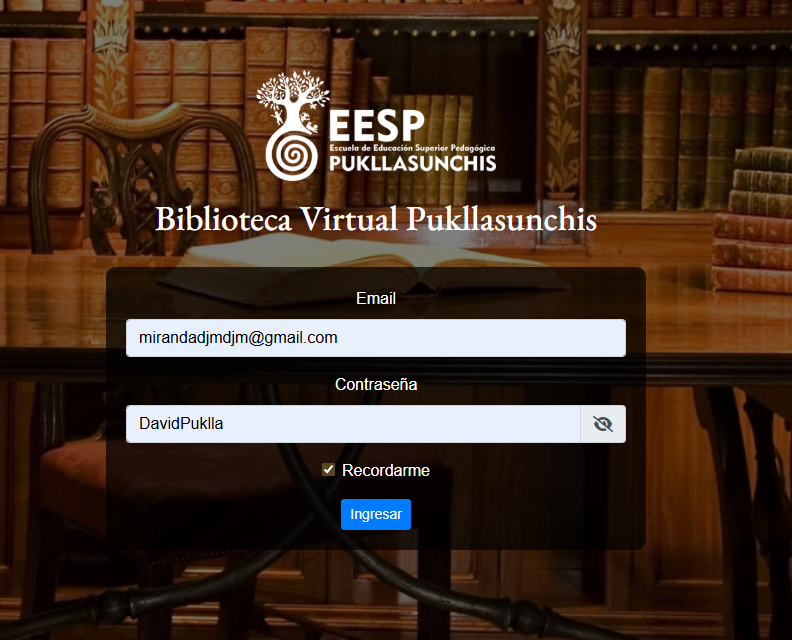 EESP
Escuela de Educación Superior Pedagógica
PUKLLASUNCHIS
Biblioteca Virtual Pukllasunchis
Email
mirandadjmdjm@gmail.com
Contraseña
DavidPuklla
Recordarme
Ingresar